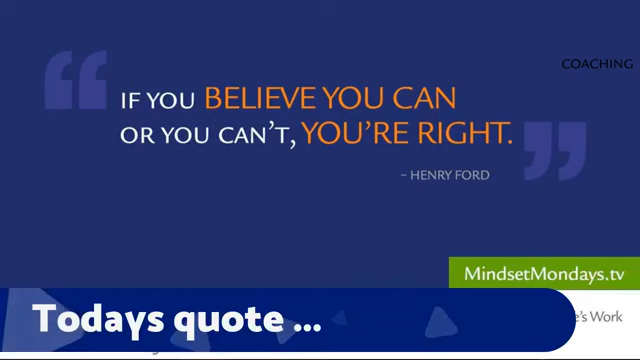 COACHING
IF YOU BELIEVE YOU CAN
OR YOU CAN'T, YOU'RE RIGHT.
– HENRY FORD
MindsetMondays.tv
Work
Todays quote ...